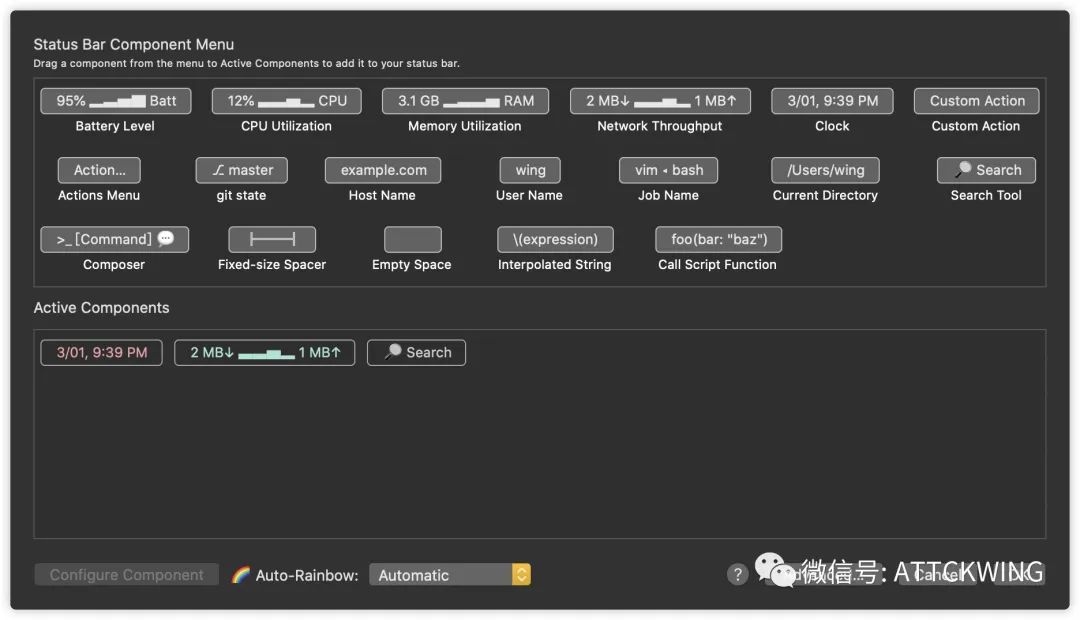 Status Bar Component Menu
Drag a component from the menu to Active Components to add it to your status bar.
95% Batt 12% CPU 3.1 GB RAM 2 MB↓ 1 MB↑ 3/01, 9:39 PM Custom Action
Battery Level CPU Utilization Memory Utilization Network Throughput Clock Custom Action
Action... master example.com wing vim ◂ bash /Users/wing Search
Actions Menu git state Host Name User Name Job Name Current Directory Search Tool
>_ [Command] \(expression) foo(bar: "baz")
Composer Fixed-size Spacer Empty Space Interpolated String Call Script Function
Active Components
3/01, 9:39 PM 2 MB↓ 1 MB↑ Search
Configure Component Auto-Rainbow: Automatic ? Cancel
微信号: ATTCKWING